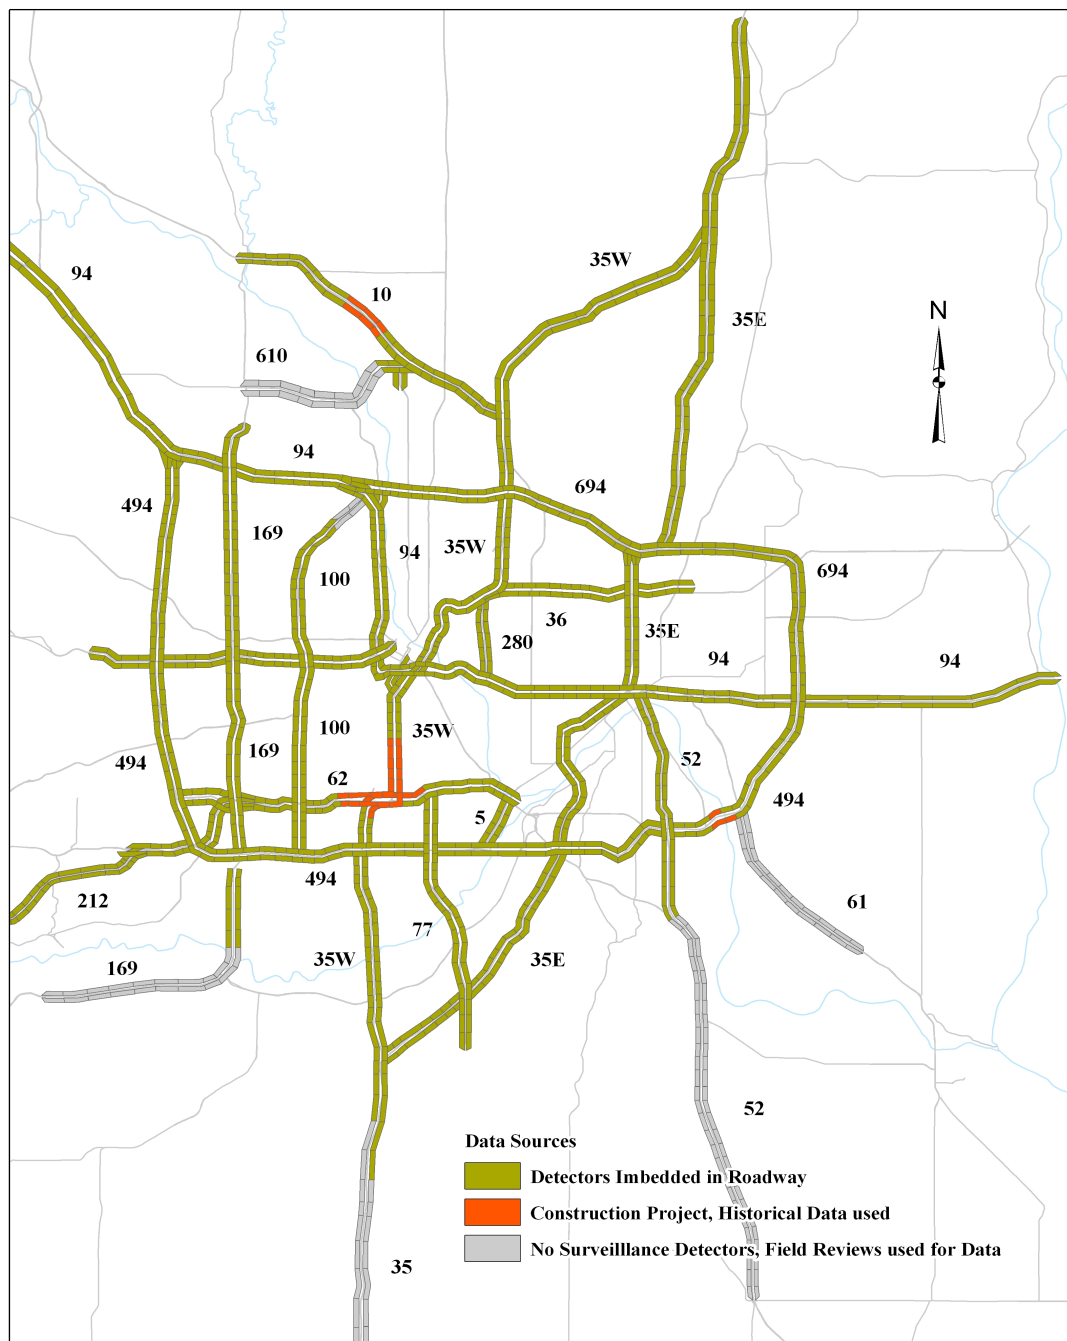 N
94
35W
10
35E
610
94
694
494
169
94
35W
100
694
36
280
35E
94
94
100
35W
169
494
62
52
494
5
494
212
61
77
35W
35E
169
52
35
Data Sources
Detectors Imbedded in Roadway
Construction Project, Historical Data used
No Surveilllance Detectors, Field Reviews used for Data